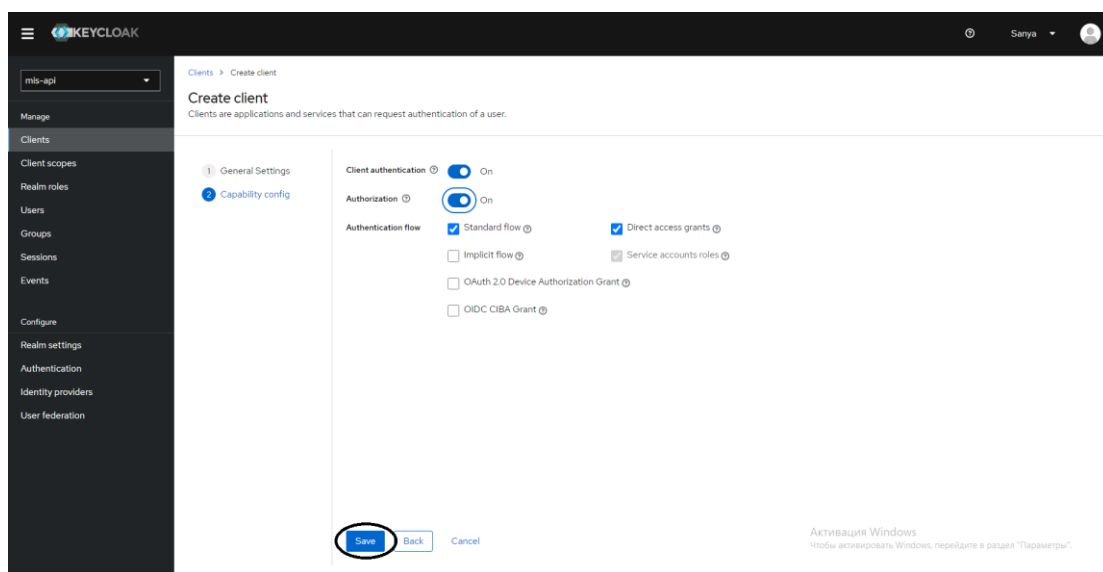 KEYCLOAK
Sanya
mis-api
Manage
Clients
Client scopes
Realm roles
Users
Groups
Sessions
Events
Configure
Realm settings
Authentication
Identity providers
User federation
Clients > Create client
Create client
Clients are applications and services that can request authentication of a user.
1 General Settings
2 Capability config
Client authentication On
Authorization On
Authentication flow Standard flow Direct access grants
Implicit flow Service accounts roles
OAuth 2.0 Device Authorization Grant
OIDC CIBA Grant
Save Back Cancel
Активация Windows
Чтобы активировать Windows, перейдите в раздел "Параметры".